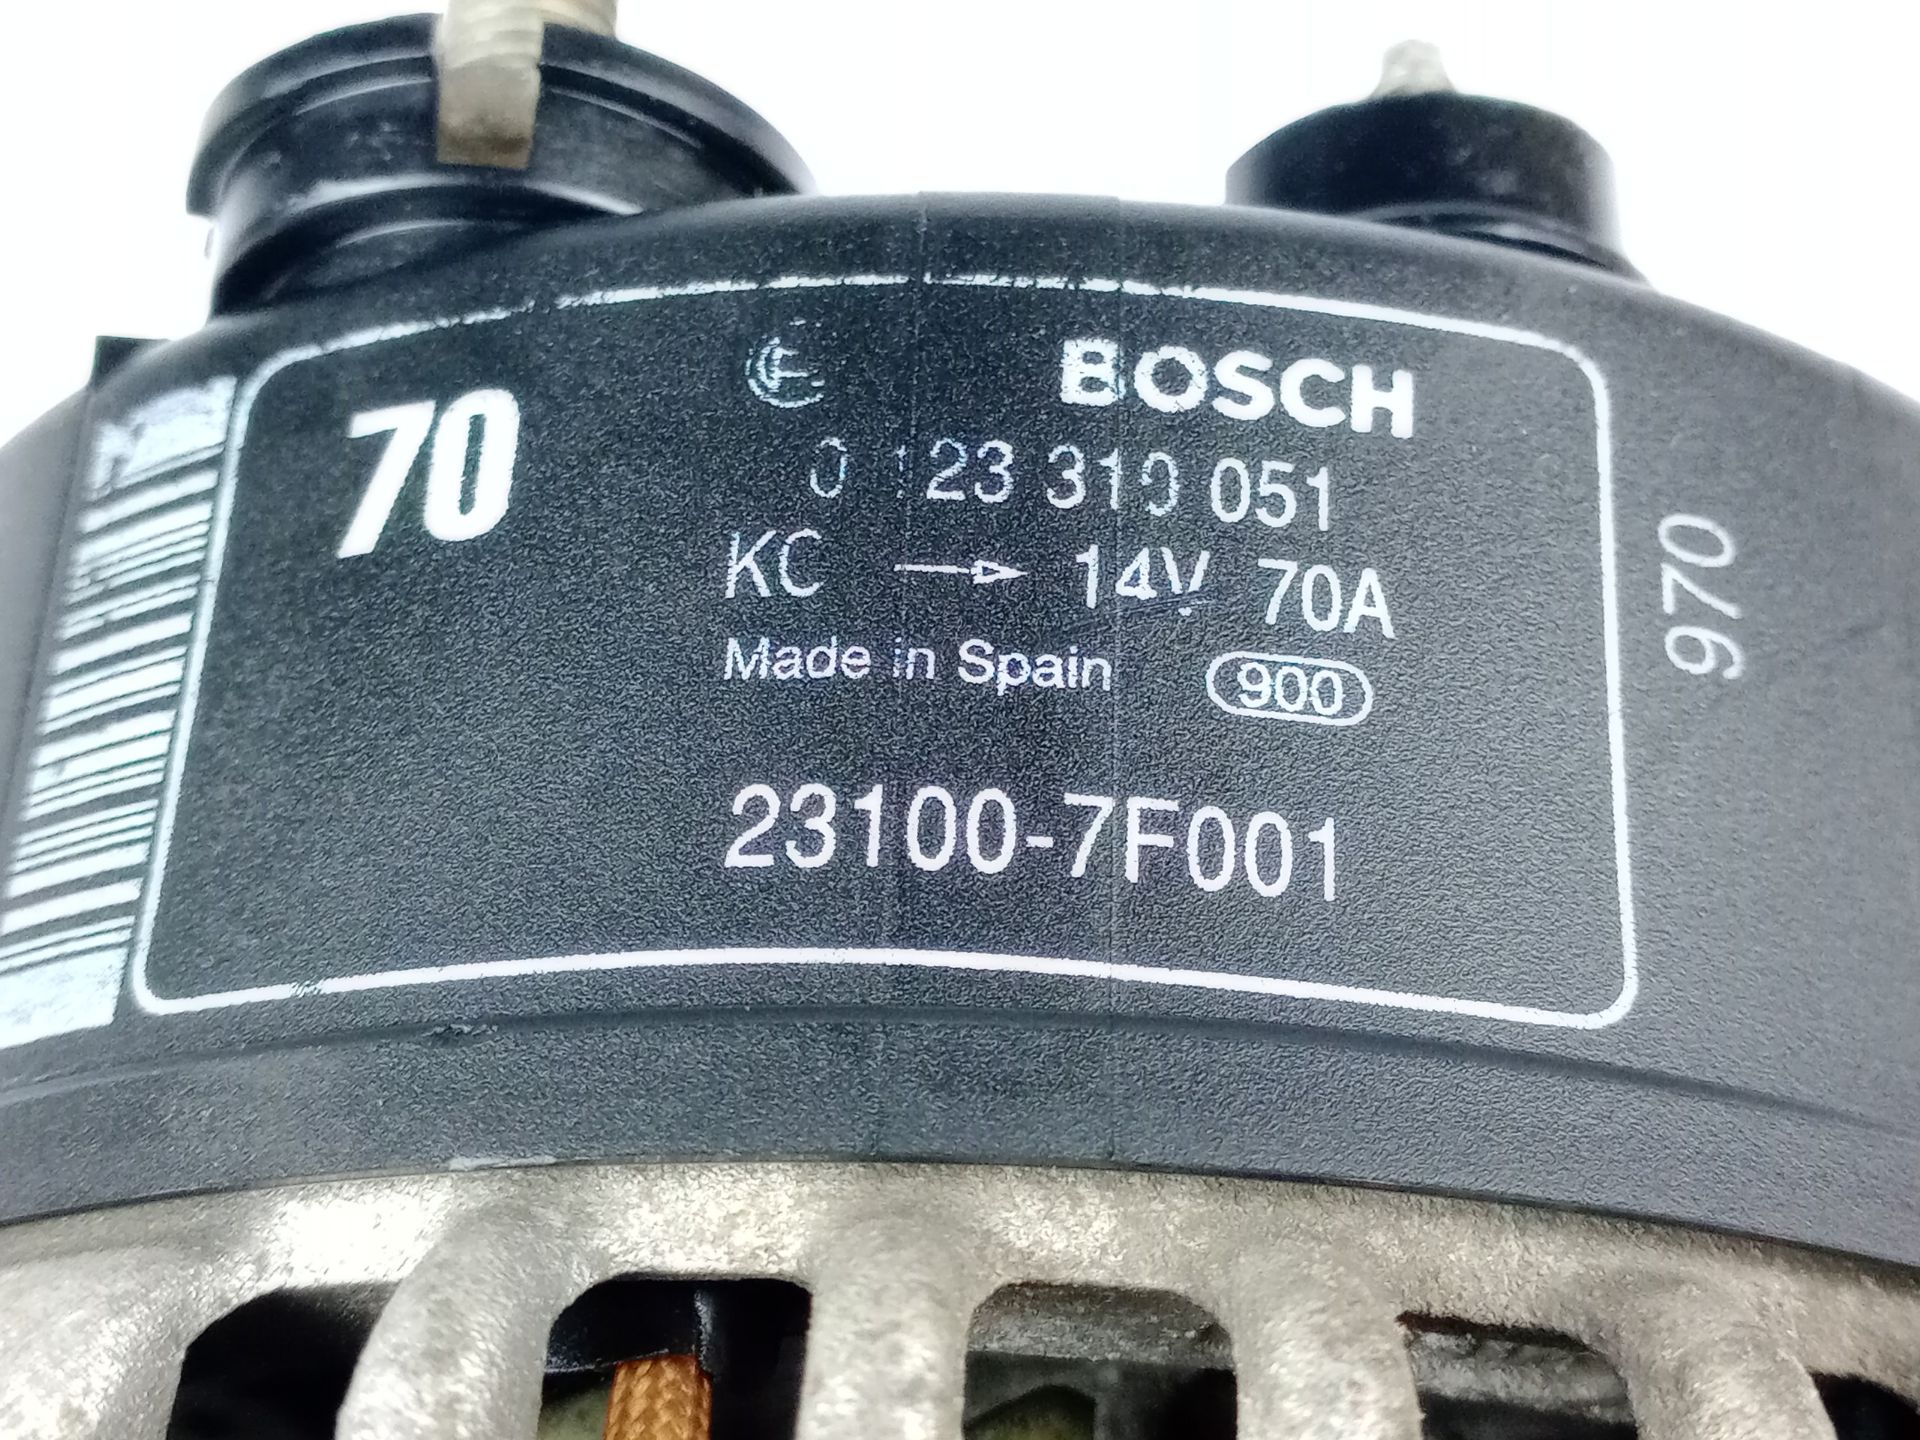 70
BOSCH
0 123 310 051
KC 14V 70A
Made in Spain 900
23100-7F001
970